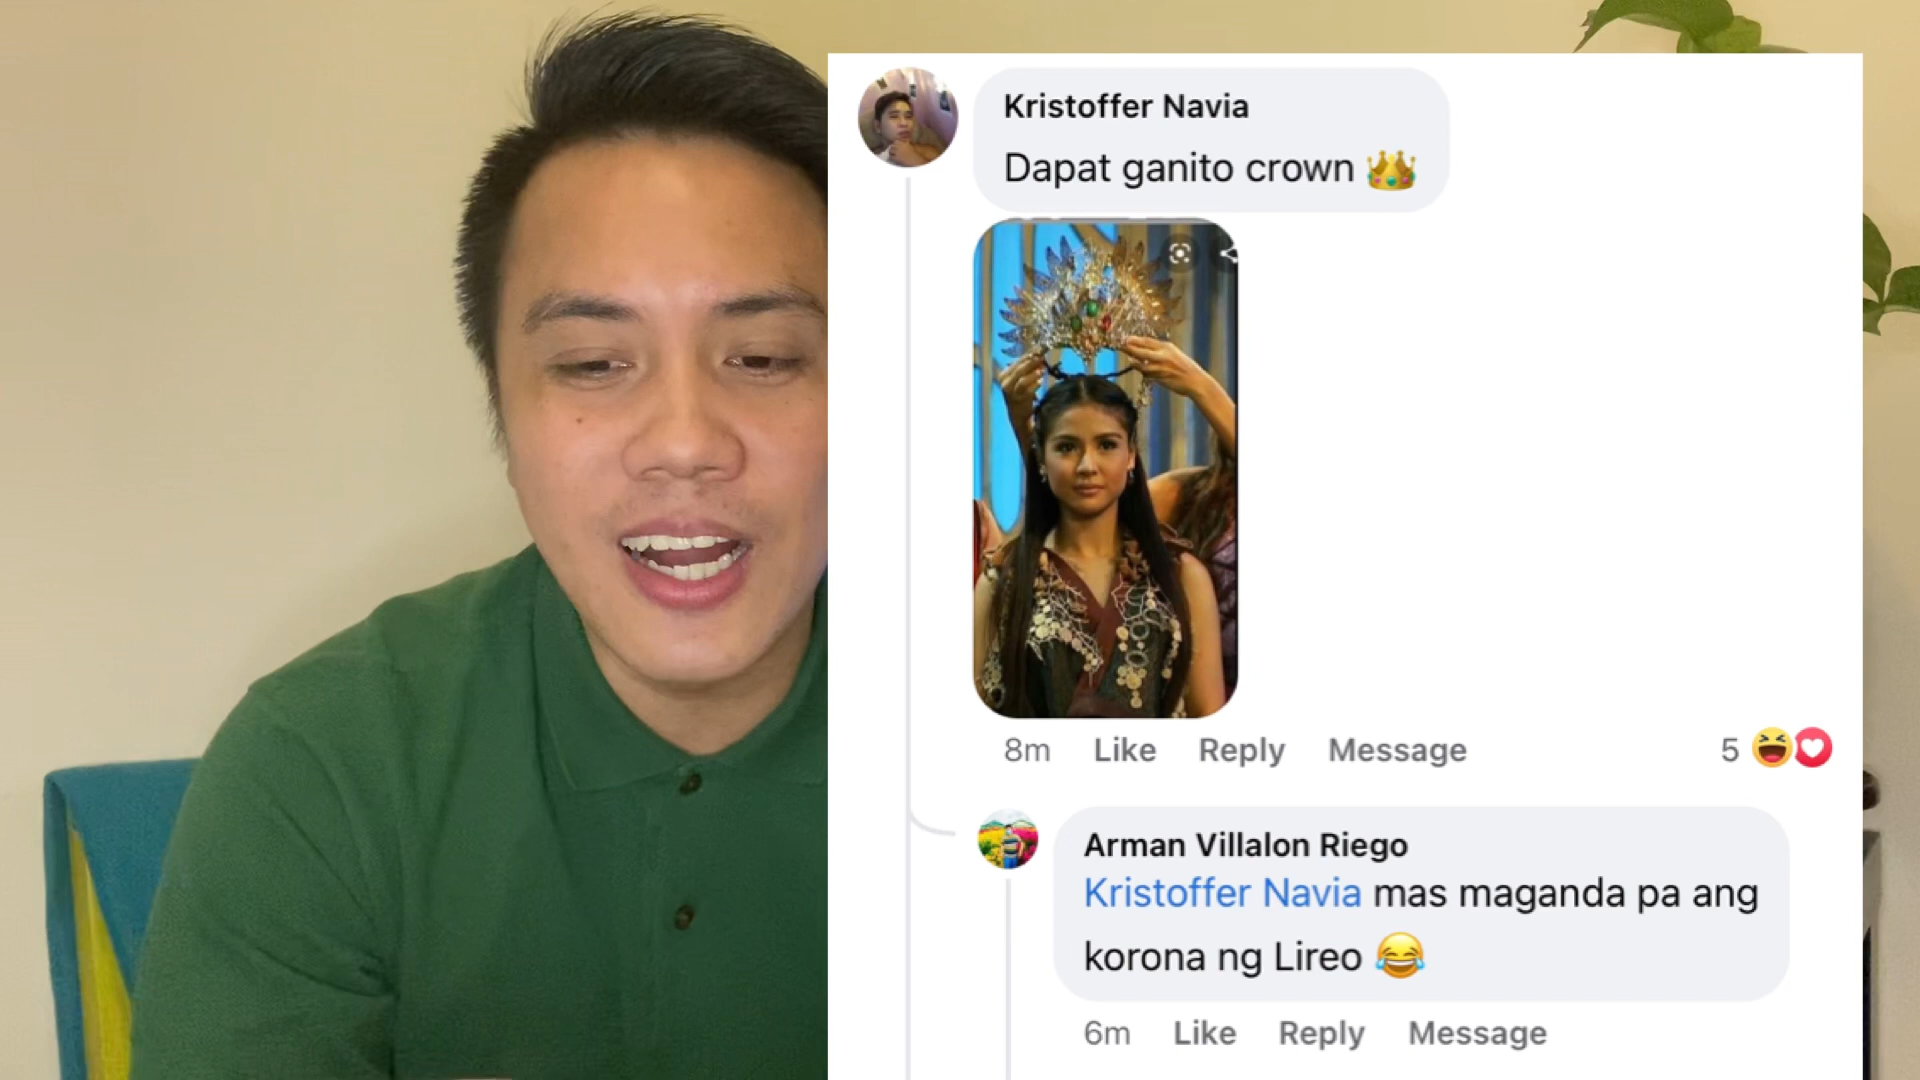 Kristoffer Navia
Dapat ganito crown 👑
8m Like Reply Message 5
Arman Villalon Riego
Kristoffer Navia mas maganda pa ang
korona ng Lireo 😂
6m Like Reply Message